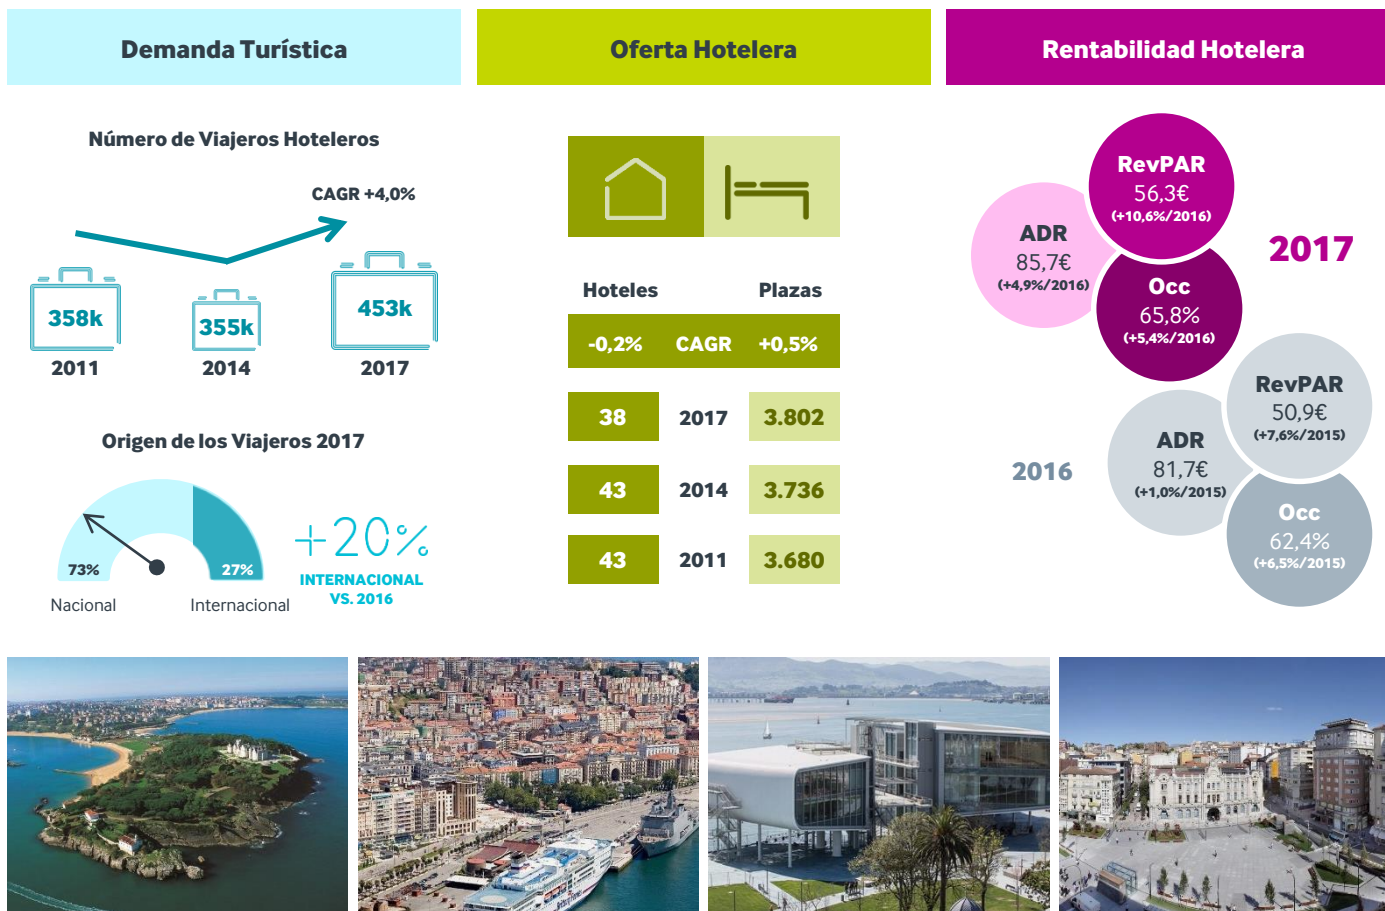 Demanda Turística
Número de Viajeros Hoteleros
CAGR +4,0%
358k
355k
453k
2011
2014
2017
Origen de los Viajeros 2017
73%
27%
Nacional
Internacional
+20%
INTERNACIONAL
VS. 2016
Oferta Hotelera
Hoteles
Plazas
-0,2% CAGR +0,5%
38 2017 3.802
43 2014 3.736
43 2011 3.680
Rentabilidad Hotelera
RevPAR
56,3€
(+10,6%/2016)
ADR
85,7€
(+4,9%/2016)
2017
Occ
65,8%
(+5,4%/2016)
RevPAR
50,9€
(+7,6%/2015)
ADR
81,7€
(+1,0%/2015)
2016
Occ
62,4%
(+6,5%/2015)